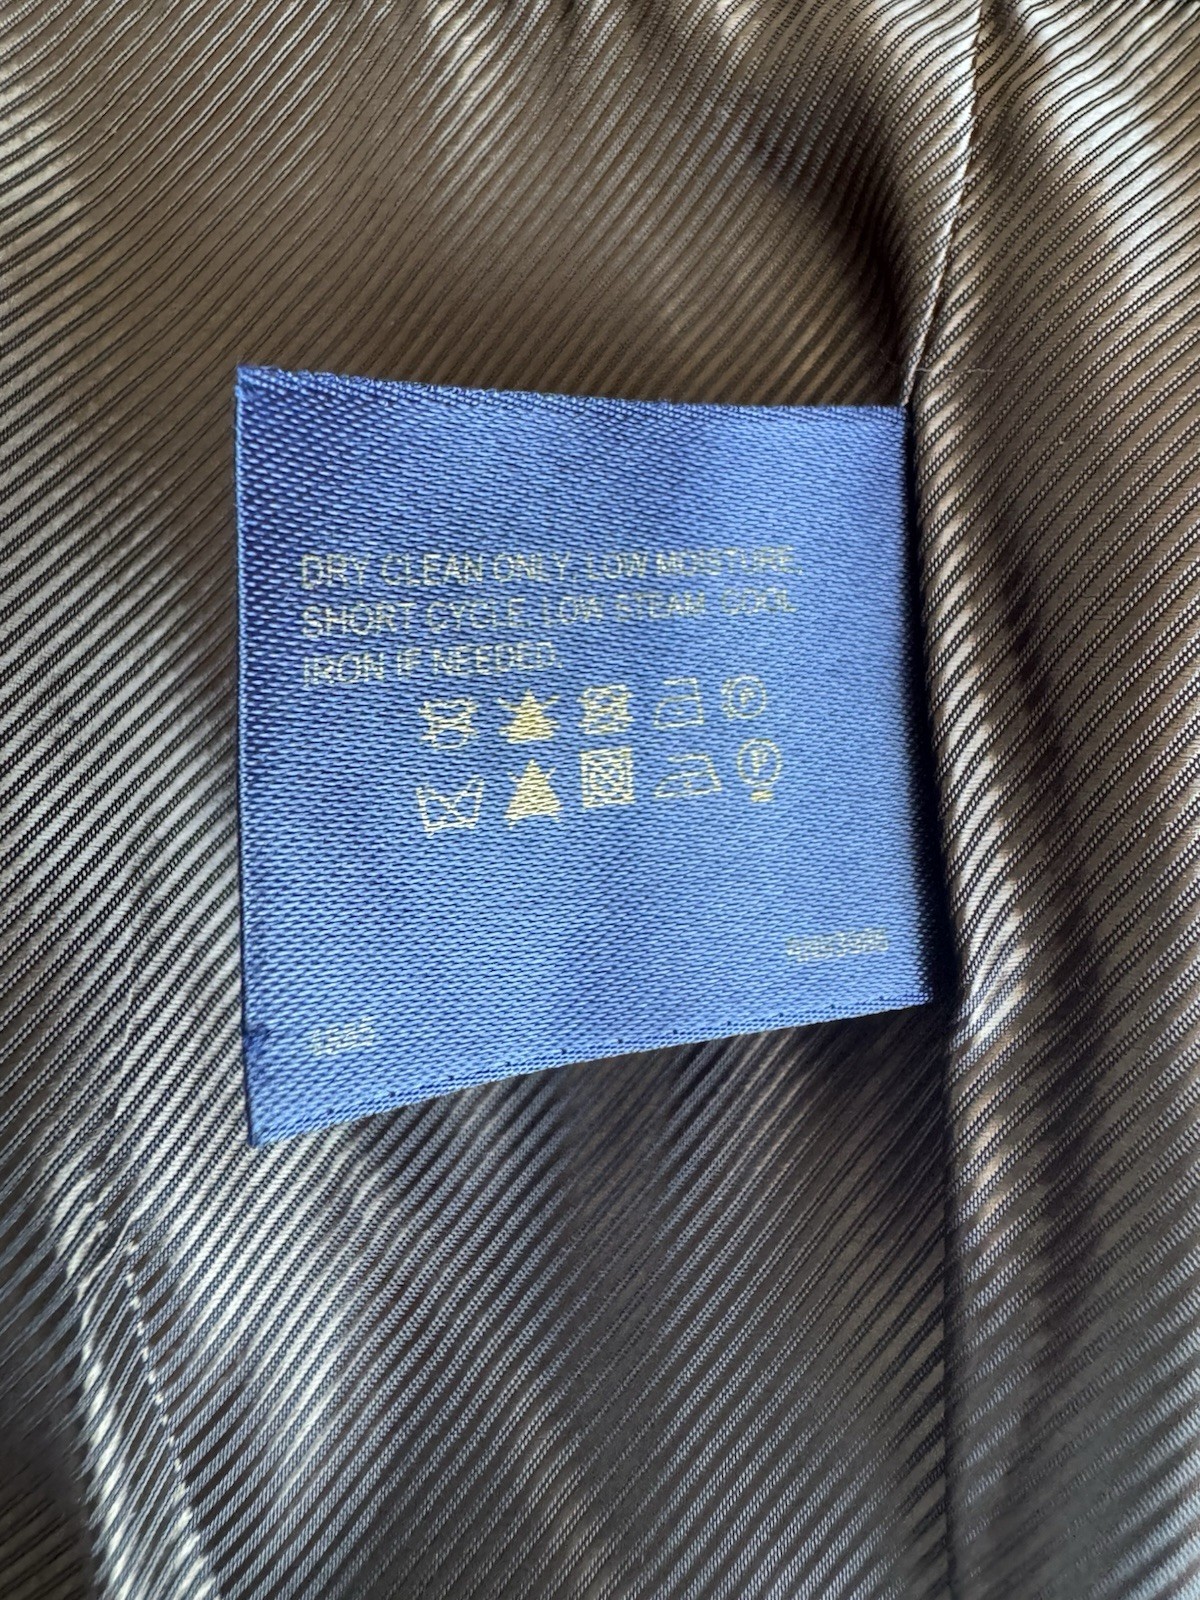 DRY CLEAN ONLY, LOW MOISTURE,
SHORT CYCLE, LOW STEAM. COOL
IRON IF NEEDED.
P
P